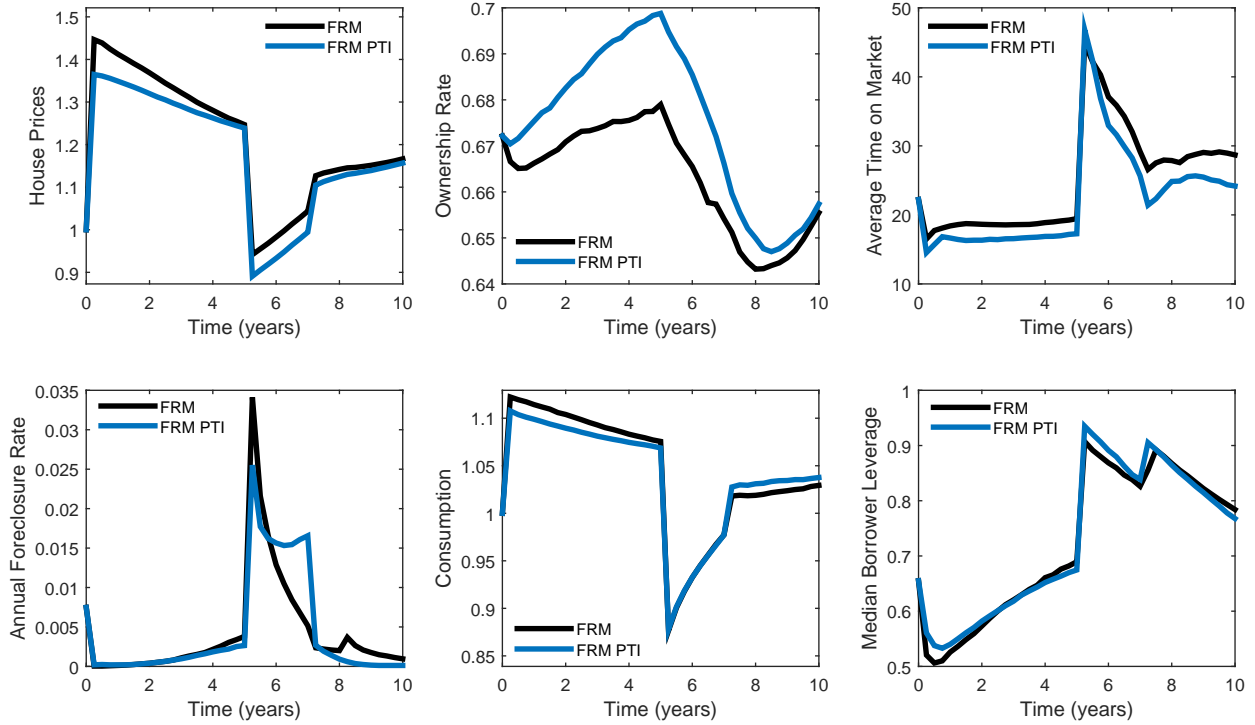 FRM
FRM PTI
House Prices
1.5
1.4
1.3
1.2
1.1
1
0.9
0 2 4 6 8 10
Time (years)
FRM
FRM PTI
Ownership Rate
0.7
0.69
0.68
0.67
0.66
0.65
0.64
0 2 4 6 8 10
Time (years)
FRM
FRM PTI
Average Time on Market
50
40
30
20
10
0 2 4 6 8 10
Time (years)
FRM
FRM PTI
Annual Foreclosure Rate
0.035
0.03
0.025
0.02
0.015
0.01
0.005
0
0 2 4 6 8 10
Time (years)
FRM
FRM PTI
Consumption
1.1
1.05
1
0.95
0.9
0.85
0 2 4 6 8 10
Time (years)
FRM
FRM PTI
Median Borrower Leverage
1
0.9
0.8
0.7
0.6
0.5
0 2 4 6 8 10
Time (years)